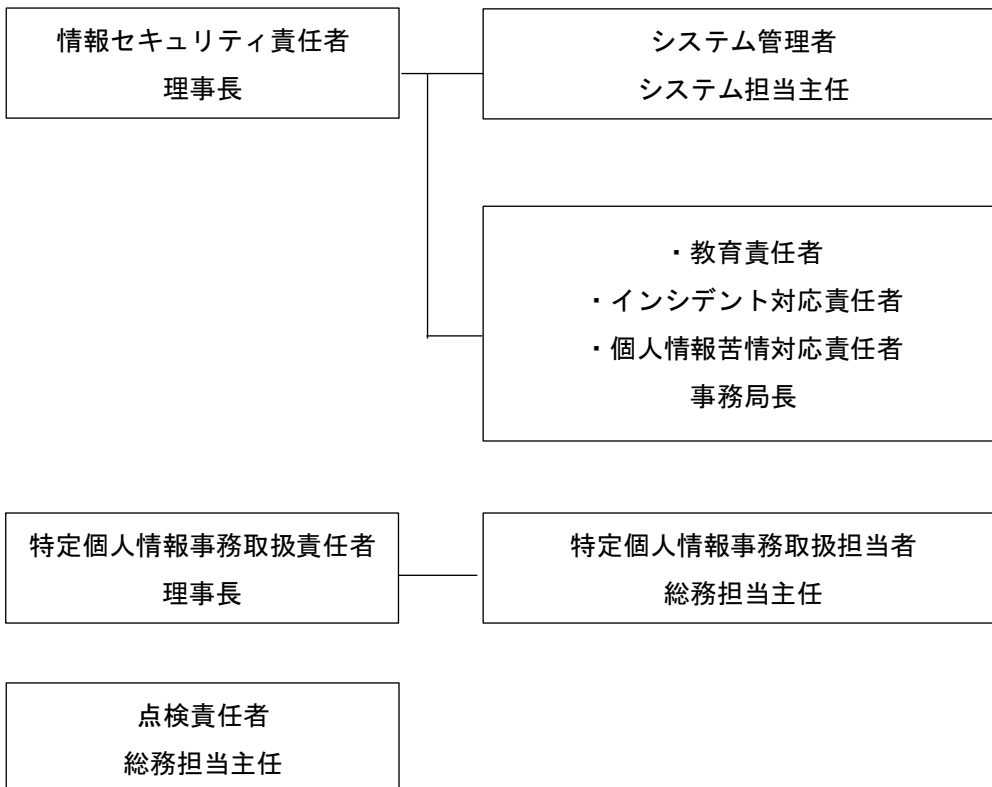 情報セキュリティ責任者
理事長
システム管理者
システム担当主任
・教育責任者
・インシデント対応責任者
・個人情報苦情対応責任者
事務局長
特定個人情報事務取扱責任者
理事長
特定個人情報事務取扱担当者
総務担当主任
点検責任者
総務担当主任